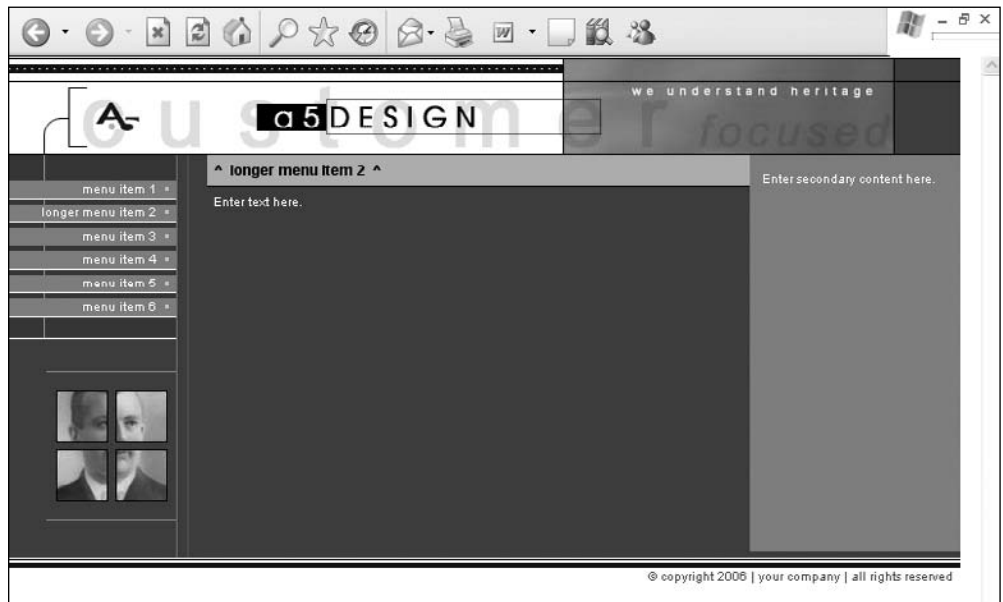 we understand heritage
customer
focused
A-
a5 DESIGN
^ longer menu item 2 ^
Enter text here.
Enter secondary content here.
menu item 1
longer menu item 2
menu item 3
menu item 4
menu item 5
menu item 6
© copyright 2006 | your company | all rights reserved